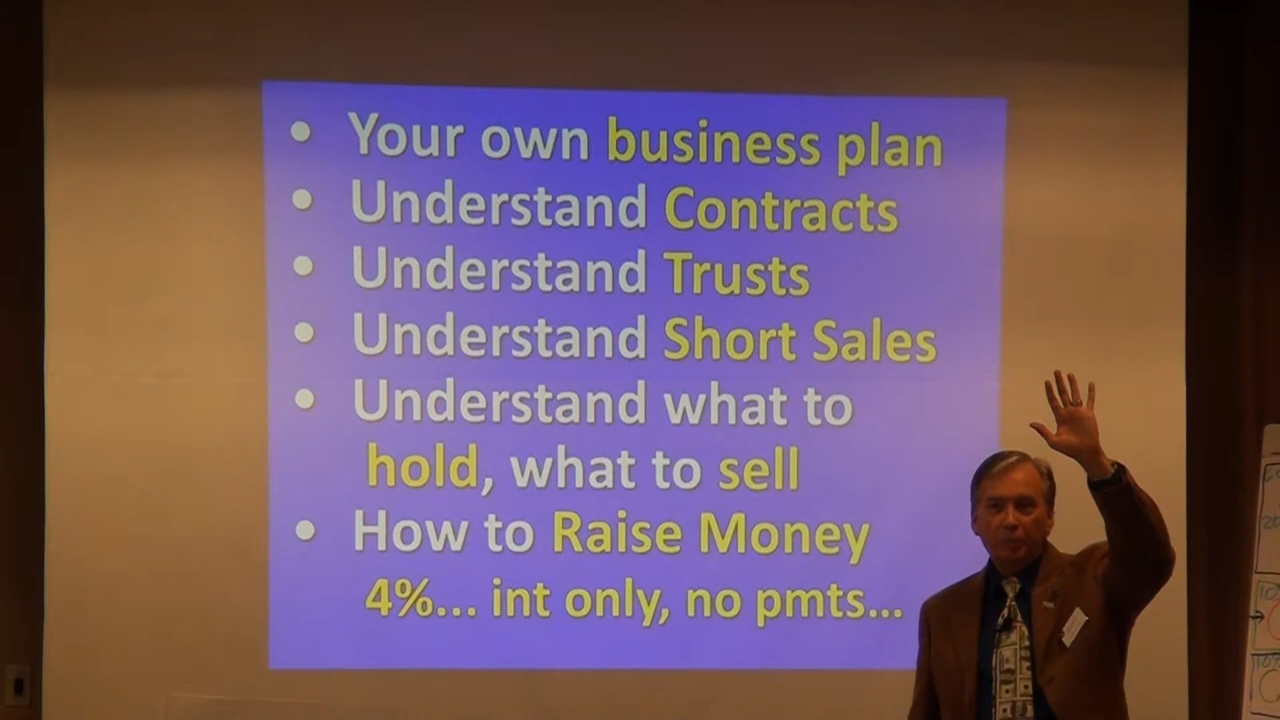 • Your own business plan
• Understand Contracts
• Understand Trusts
• Understand Short Sales
• Understand what to
hold, what to sell
• How to Raise Money
4%... int only, no pmts...